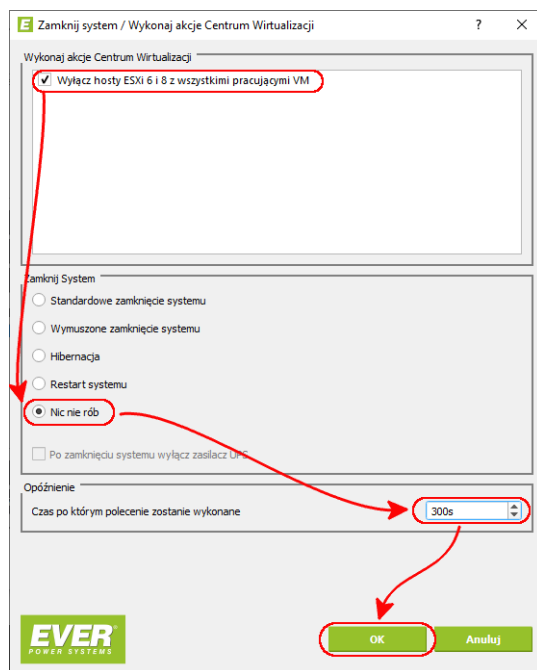 Zamknij system / Wykonaj akcje Centrum Wirtualizacji
Wykonaj akcje Centrum Wirtualizacji
Wyłącz hosty ESXi 6 i 8 z wszystkimi pracującymi VM
Zamknij System
Standardowe zamknięcie systemu
Wymuszone zamknięcie systemu
Hibernacja
Restart systemu
Nic nie rób
Po zamknięciu systemu wyłącz zasilacz UPS
Opóźnienie
Czas po którym polecenie zostanie wykonane
300s
EVER
POWER SYSTEMS
OK
Anuluj